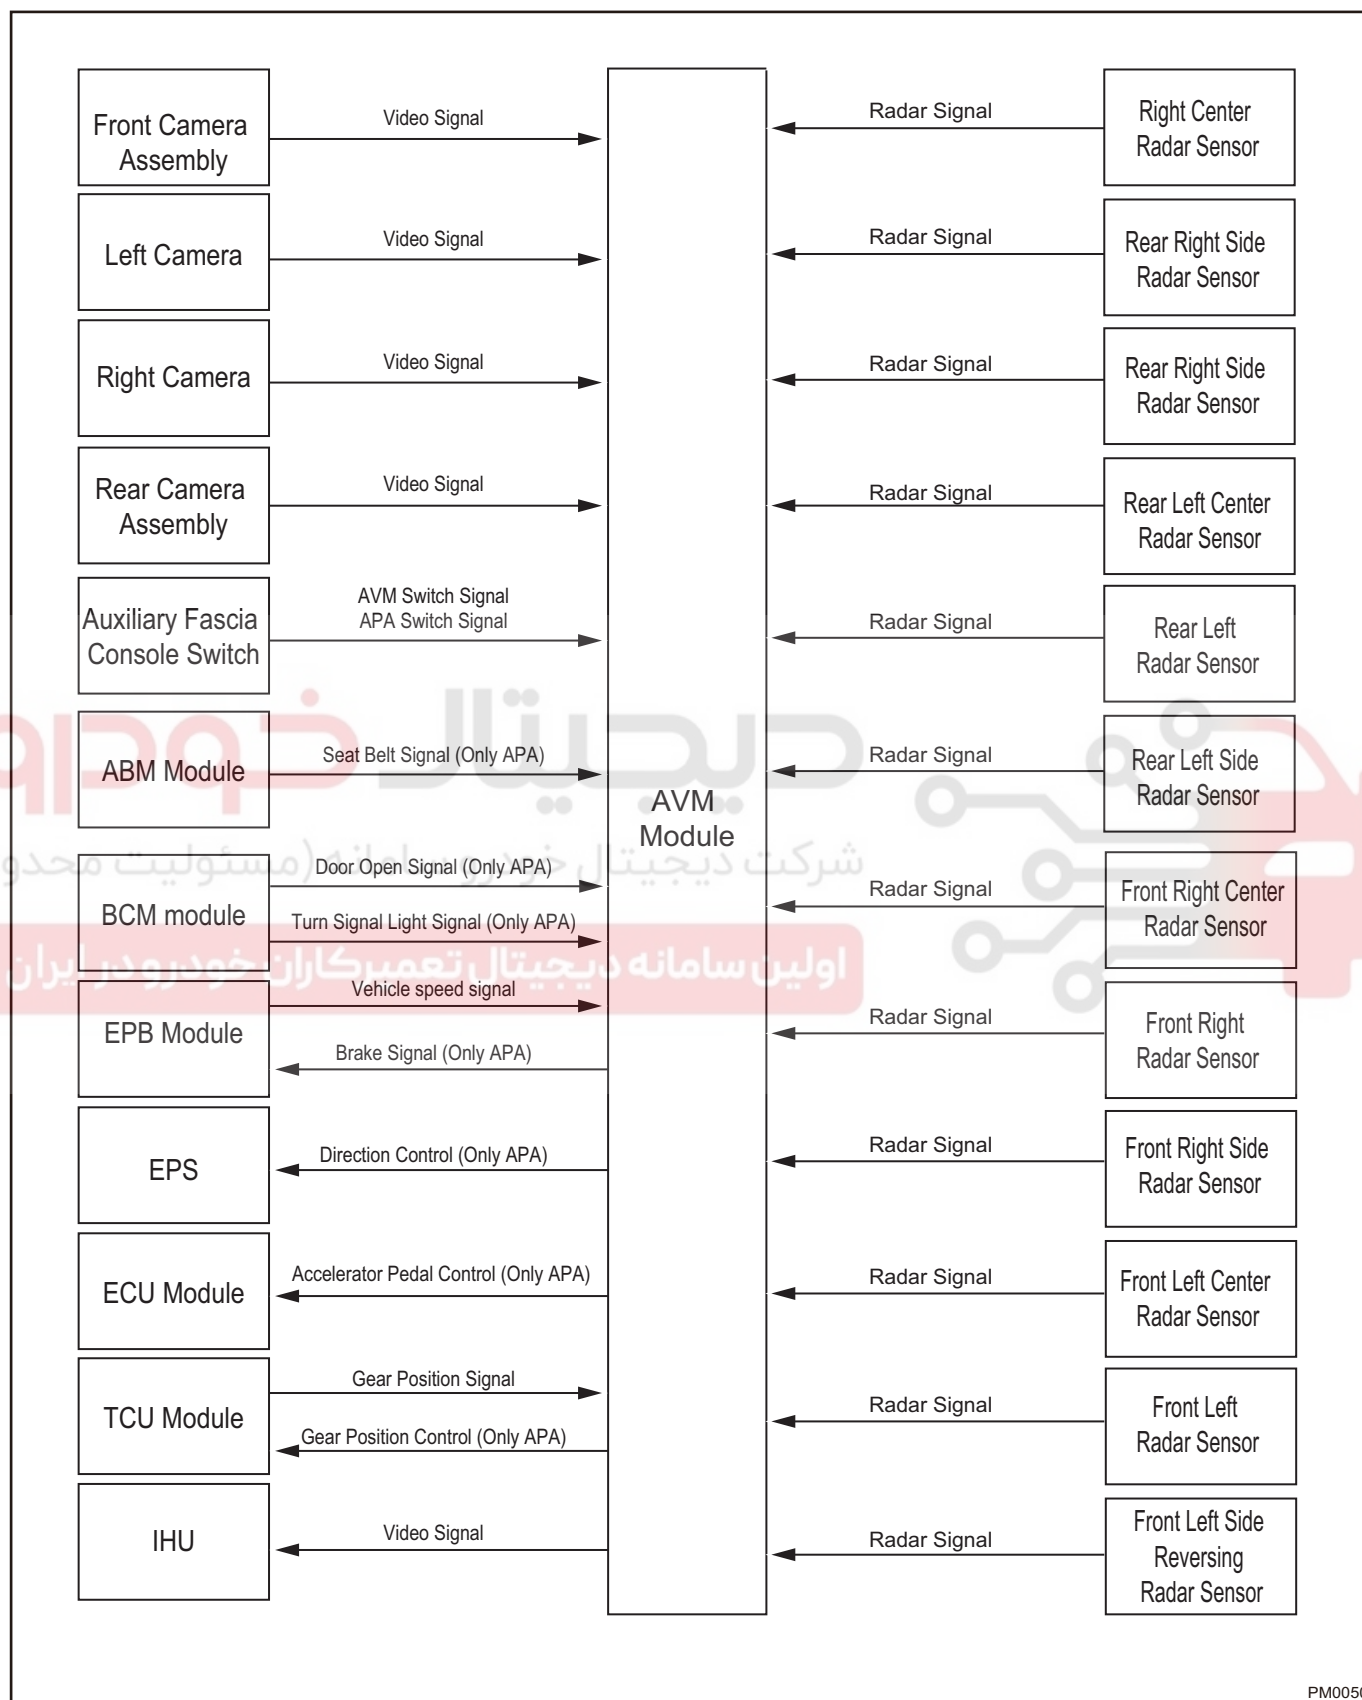 Front Camera
Assembly
Video Signal
Left Camera
Video Signal
Right Camera
Video Signal
Rear Camera
Assembly
Video Signal
Auxiliary Fascia
Console Switch
AVM Switch Signal
APA Switch Signal
ABM Module
Seat Belt Signal (Only APA)
BCM module
Door Open Signal (Only APA)
Turn Signal Light Signal (Only APA)
EPB Module
Vehicle speed signal
Brake Signal (Only APA)
EPS
Direction Control (Only APA)
ECU Module
Accelerator Pedal Control (Only APA)
TCU Module
Gear Position Signal
Gear Position Control (Only APA)
IHU
Video Signal
AVM
Module
Radar Signal
Right Center
Radar Sensor
Radar Signal
Rear Right Side
Radar Sensor
Radar Signal
Rear Right Side
Radar Sensor
Radar Signal
Rear Left Center
Radar Sensor
Radar Signal
Rear Left
Radar Sensor
Radar Signal
Rear Left Side
Radar Sensor
Radar Signal
Front Right Center
Radar Sensor
Radar Signal
Front Right
Radar Sensor
Radar Signal
Front Right Side
Radar Sensor
Radar Signal
Front Left Center
Radar Sensor
Radar Signal
Front Left
Radar Sensor
Radar Signal
Front Left Side
Reversing
Radar Sensor
دیجیتال خودرو
شرکت دیجیتال خودرو سامانه (مسئولیت محدو
اولین سامانه دیجیتال تعمیرکاران خودرو در ایران
PM0050